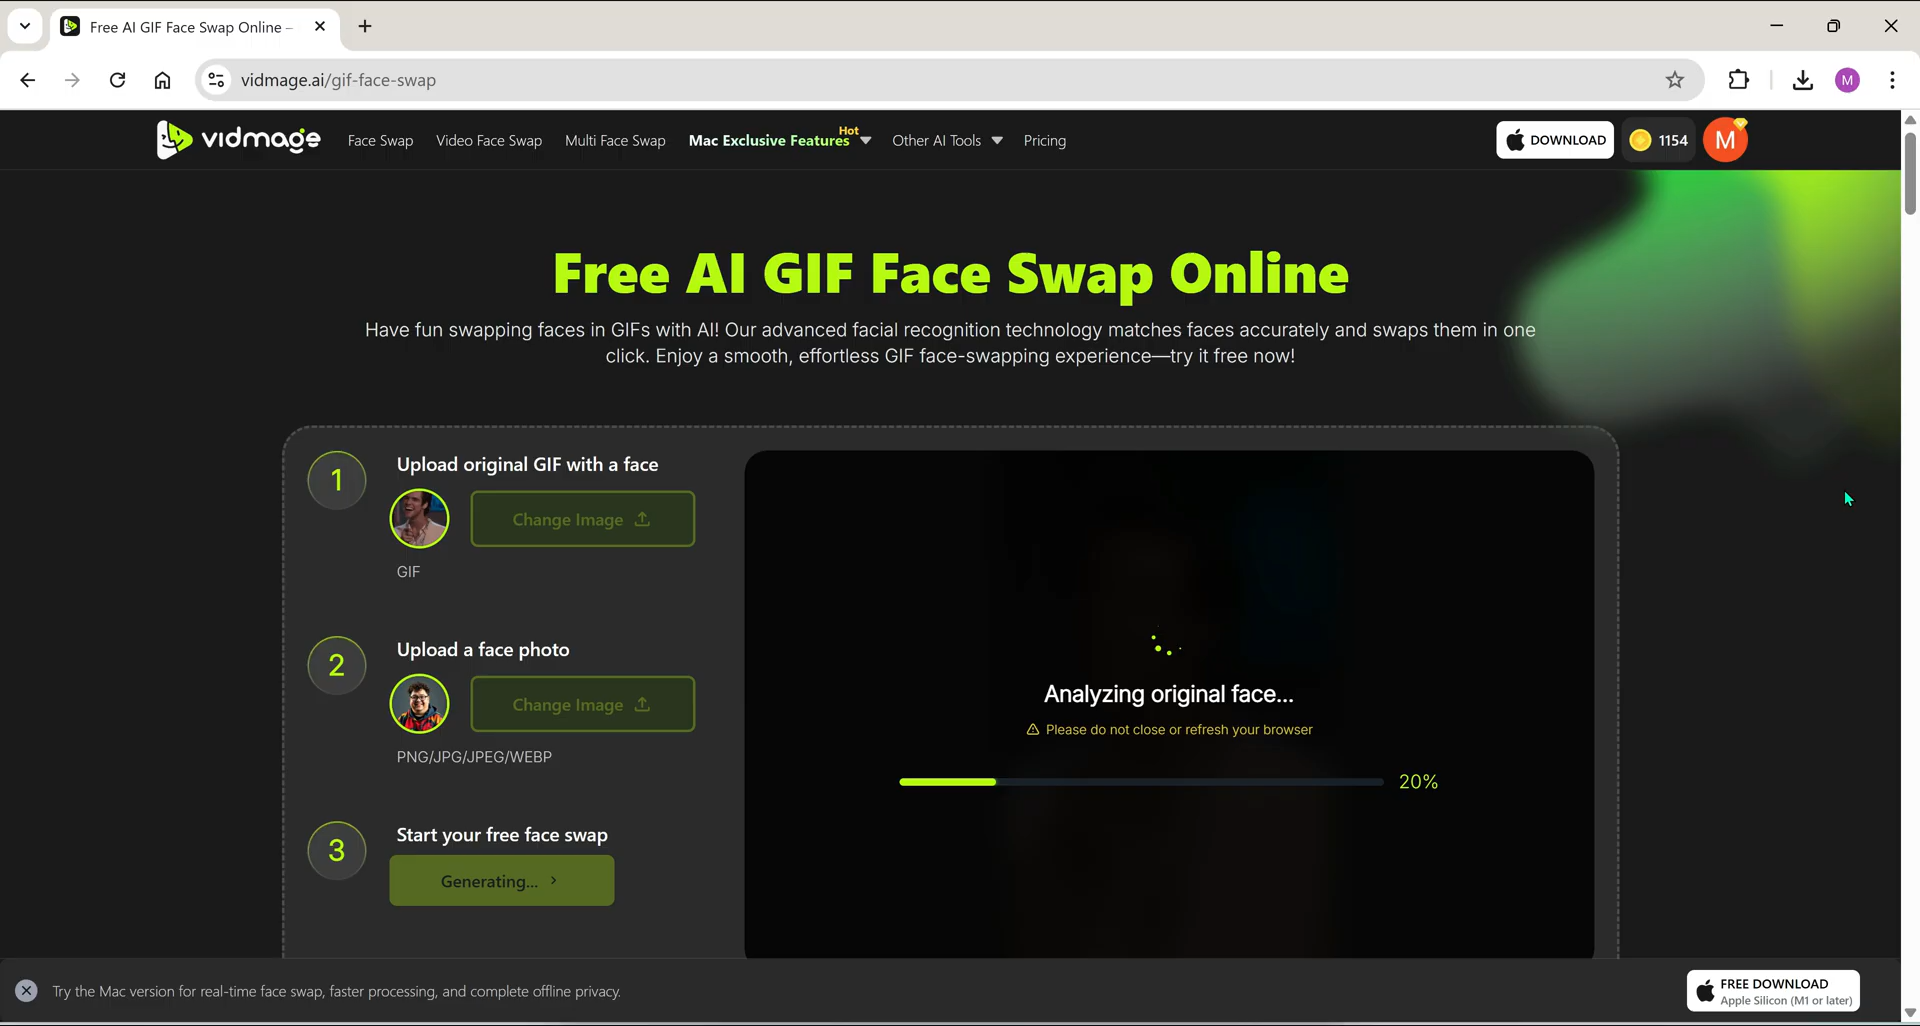 Free AI GIF Face Swap Online –
vidmage.ai/gif-face-swap
M
vidmage
Face Swap
Video Face Swap
Multi Face Swap
Mac Exclusive Features
Hot
Other AI Tools
Pricing
DOWNLOAD
1154
M
Free AI GIF Face Swap Online
Have fun swapping faces in GIFs with AI! Our advanced facial recognition technology matches faces accurately and swaps them in one
click. Enjoy a smooth, effortless GIF face-swapping experience—try it free now!
1
Upload original GIF with a face
Change Image
GIF
2
Upload a face photo
Change Image
PNG/JPG/JPEG/WEBP
3
Start your free face swap
Generating...
Analyzing original face...
Please do not close or refresh your browser
20%
Try the Mac version for real-time face swap, faster processing, and complete offline privacy.
FREE DOWNLOAD
Apple Silicon (M1 or later)